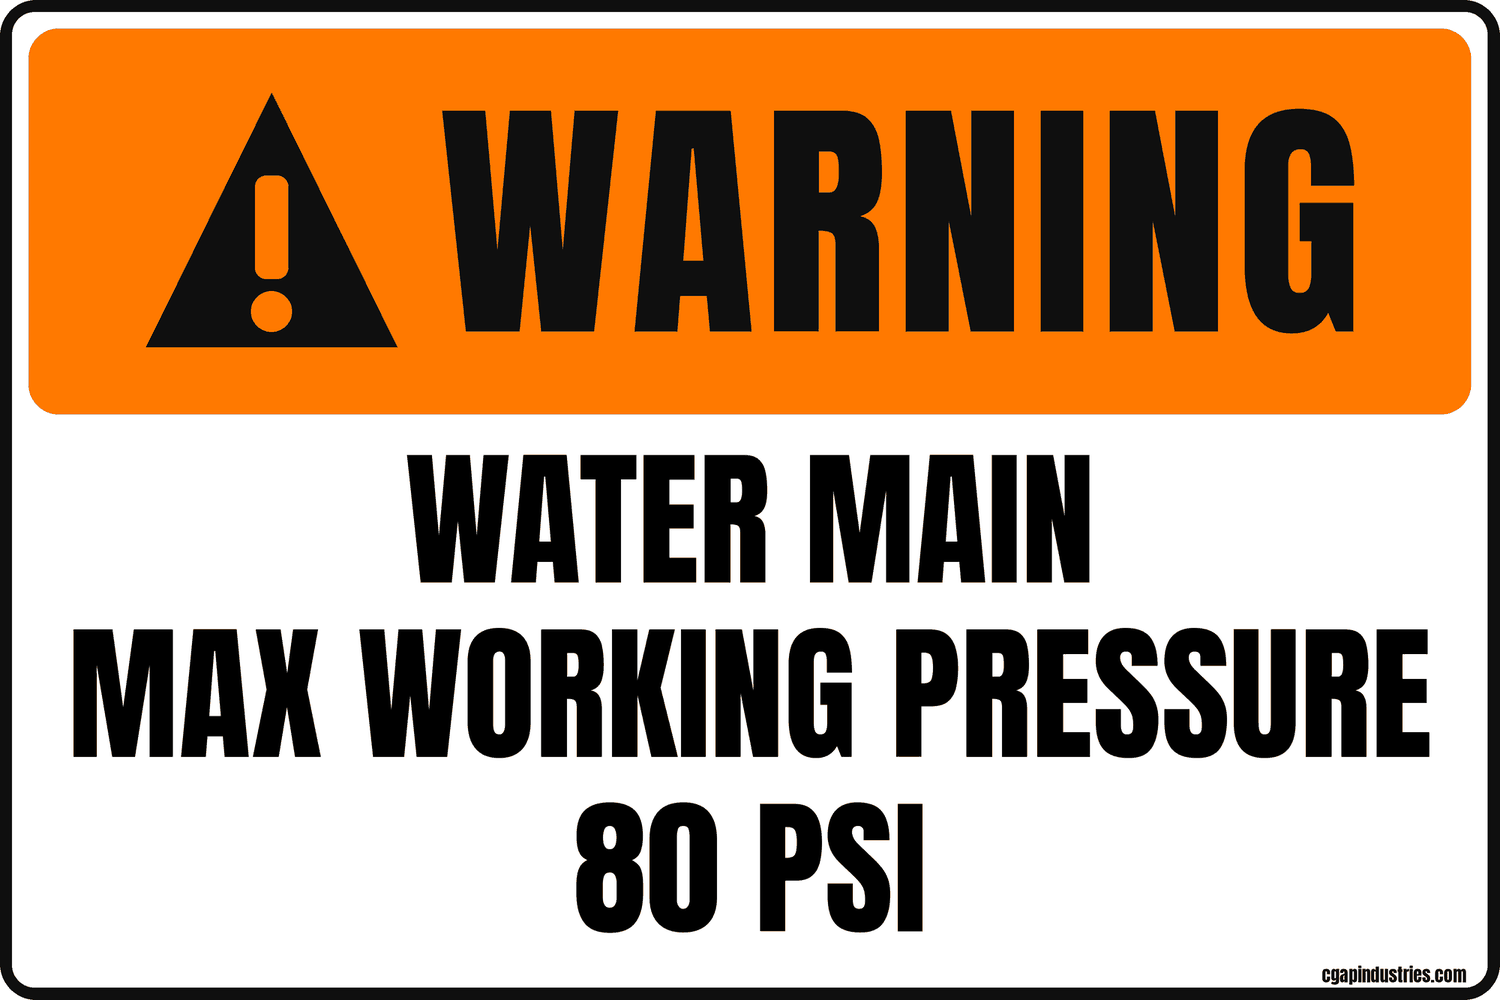 WARNING
WATER MAIN
MAX WORKING PRESSURE
80 PSI
cgapindustries.com